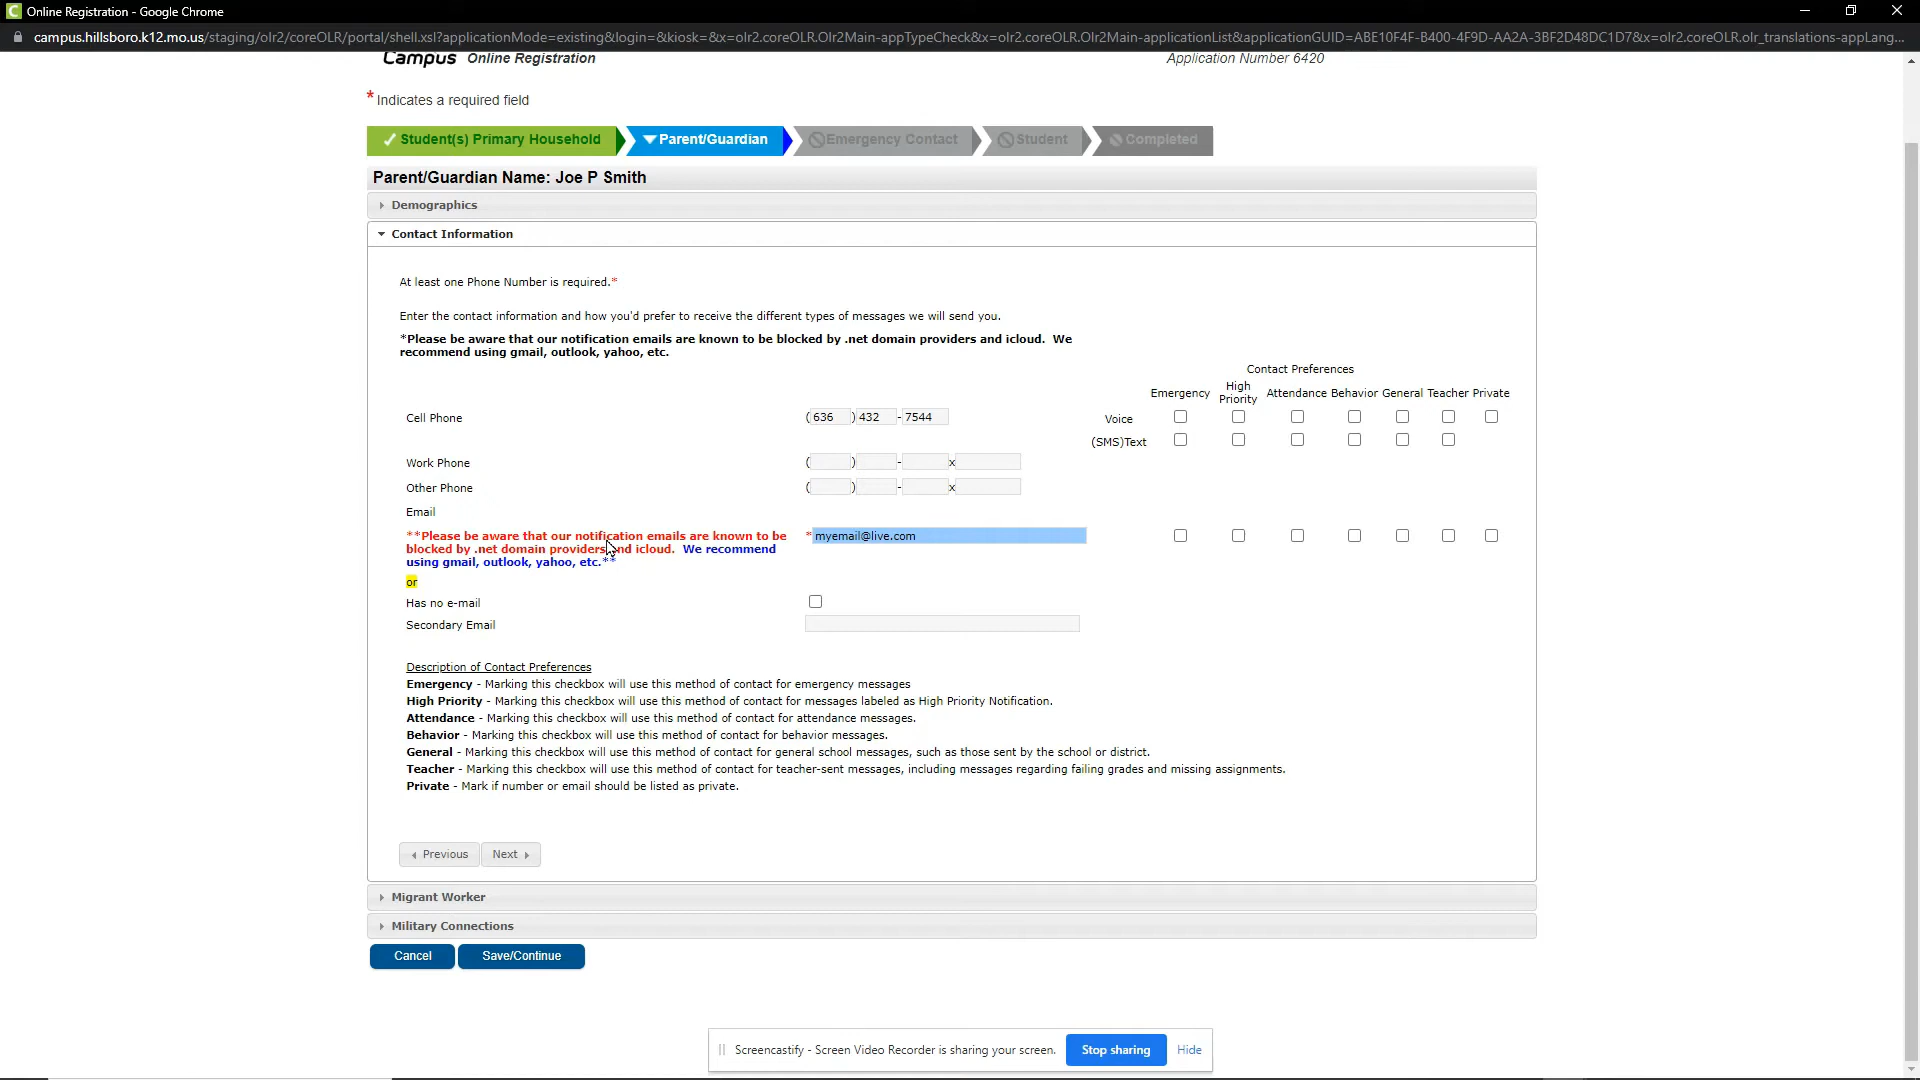 Online Registration - Google Chrome
campus.hillsboro.k12.mo.us/staging/olr2/coreOLR/portal/shell.xsl?applicationMode=existing&login=&kiosk=&x=olr2.coreOLR.Olr2Main-appTypeCheck&x=olr2.coreOLR.Olr2Main-applicationList&applicationGUID=ABE10F4F-B400-4F9D-AA2A-3BF2D48DC1D7&x=olr2.coreOLR.olr_translations-appLang...
Campus Online Registration
Application Number 6420
* Indicates a required field
Student(s) Primary Household
Parent/Guardian
Emergency Contact
Student
Completed
Parent/Guardian Name: Joe P Smith
Demographics
Contact Information
At least one Phone Number is required.*
Enter the contact information and how you'd prefer to receive the different types of messages we will send you.
*Please be aware that our notification emails are known to be blocked by .net domain providers and icloud. We
recommend using gmail, outlook, yahoo, etc.
Contact Preferences
Emergency High Priority Attendance Behavior General Teacher Private
Cell Phone (636)432-7544 Voice
(SMS)Text
Work Phone ( ) - x
Other Phone ( ) - x
Email
**Please be aware that our notification emails are known to be * myemail@live.com
blocked by .net domain providers and icloud. We recommend
using gmail, outlook, yahoo, etc.**
or
Has no e-mail
Secondary Email
Description of Contact Preferences
Emergency - Marking this checkbox will use this method of contact for emergency messages
High Priority - Marking this checkbox will use this method of contact for messages labeled as High Priority Notification.
Attendance - Marking this checkbox will use this method of contact for attendance messages.
Behavior - Marking this checkbox will use this method of contact for behavior messages.
General - Marking this checkbox will use this method of contact for general school messages, such as those sent by the school or district.
Teacher - Marking this checkbox will use this method of contact for teacher-sent messages, including messages regarding failing grades and missing assignments.
Private - Mark if number or email should be listed as private.
Previous Next
Migrant Worker
Military Connections
Cancel Save/Continue
Screencastify - Screen Video Recorder is sharing your screen. Stop sharing Hide